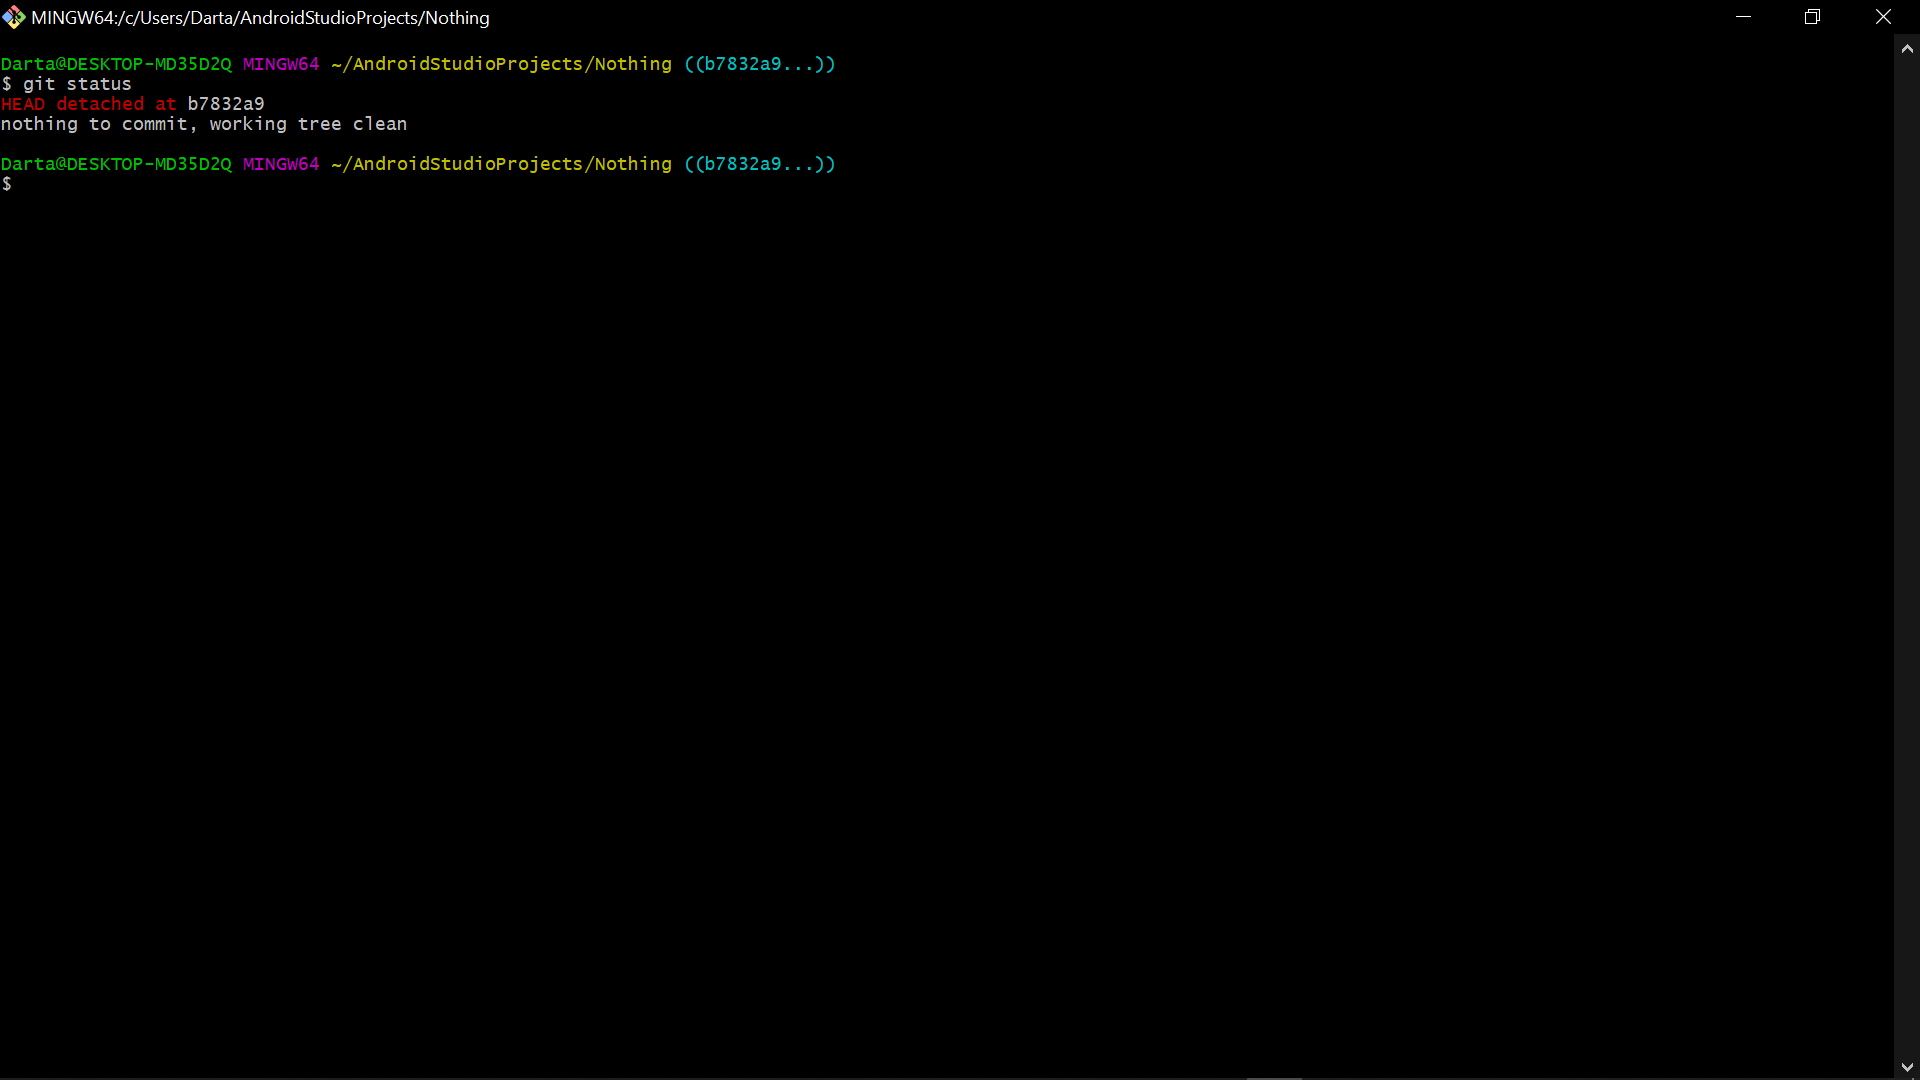 MINGW64:/c/Users/Darta/AndroidStudioProjects/Nothing
Darta@DESKTOP-MD35D2Q MINGW64 ~/AndroidStudioProjects/Nothing ((b7832a9...))
$ git status
HEAD detached at b7832a9
nothing to commit, working tree clean
Darta@DESKTOP-MD35D2Q MINGW64 ~/AndroidStudioProjects/Nothing ((b7832a9...))
$